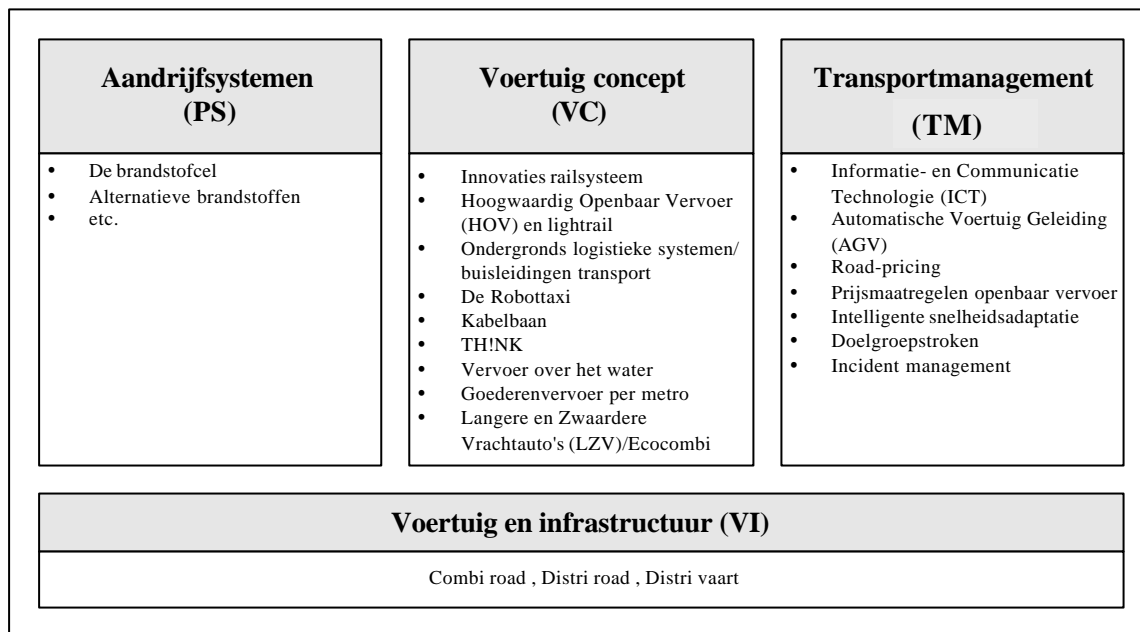 Aandrijfsystemen
(PS)
• De brandstofcel
• Alternatieve brandstoffen
• etc.
Voertuig concept
(VC)
• Innovaties railsysteem
• Hoogwaardig Openbaar Vervoer
(HOV) en lightrail
• Ondergronds logistieke systemen/
buisleidingen transport
• De Robottaxi
• Kabelbaan
• TH!NK
• Vervoer over het water
• Goederenvervoer per metro
• Langere en Zwaardere
Vrachtauto's (LZV)/Ecocombi
Transportmanagement
(TM)
• Informatie- en Communicatie
Technologie (ICT)
• Automatische Voertuig Geleiding
(AGV)
• Road-pricing
• Prijsmaatregelen openbaar vervoer
• Intelligente snelheidsadaptatie
• Doelgroepstroken
• Incident management
Voertuig en infrastructuur (VI)
Combi road , Distri road , Distri vaart